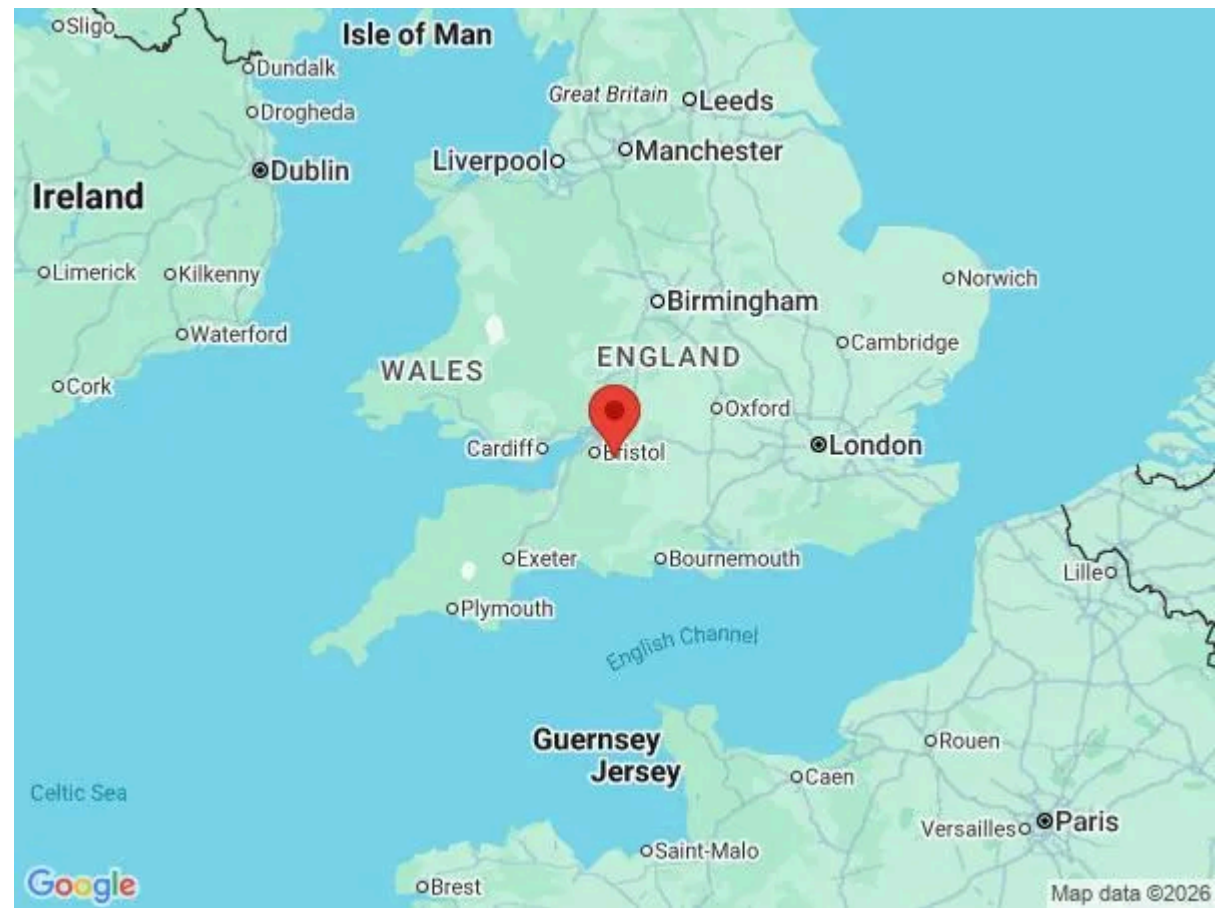 Sligo
Isle of Man
Dundalk
Great Britain
Leeds
Drogheda
Liverpool
Manchester
Dublin
Ireland
Limerick
Kilkenny
Norwich
Birmingham
Waterford
Cambridge
ENGLAND
WALES
Cork
Oxford
Cardiff
Bristol
London
Exeter
Bournemouth
Lille
Plymouth
English Channel
Guernsey
Rouen
Jersey
Caen
Celtic Sea
Versailles
Paris
Saint-Malo
Google
Brest
Map data ©2026